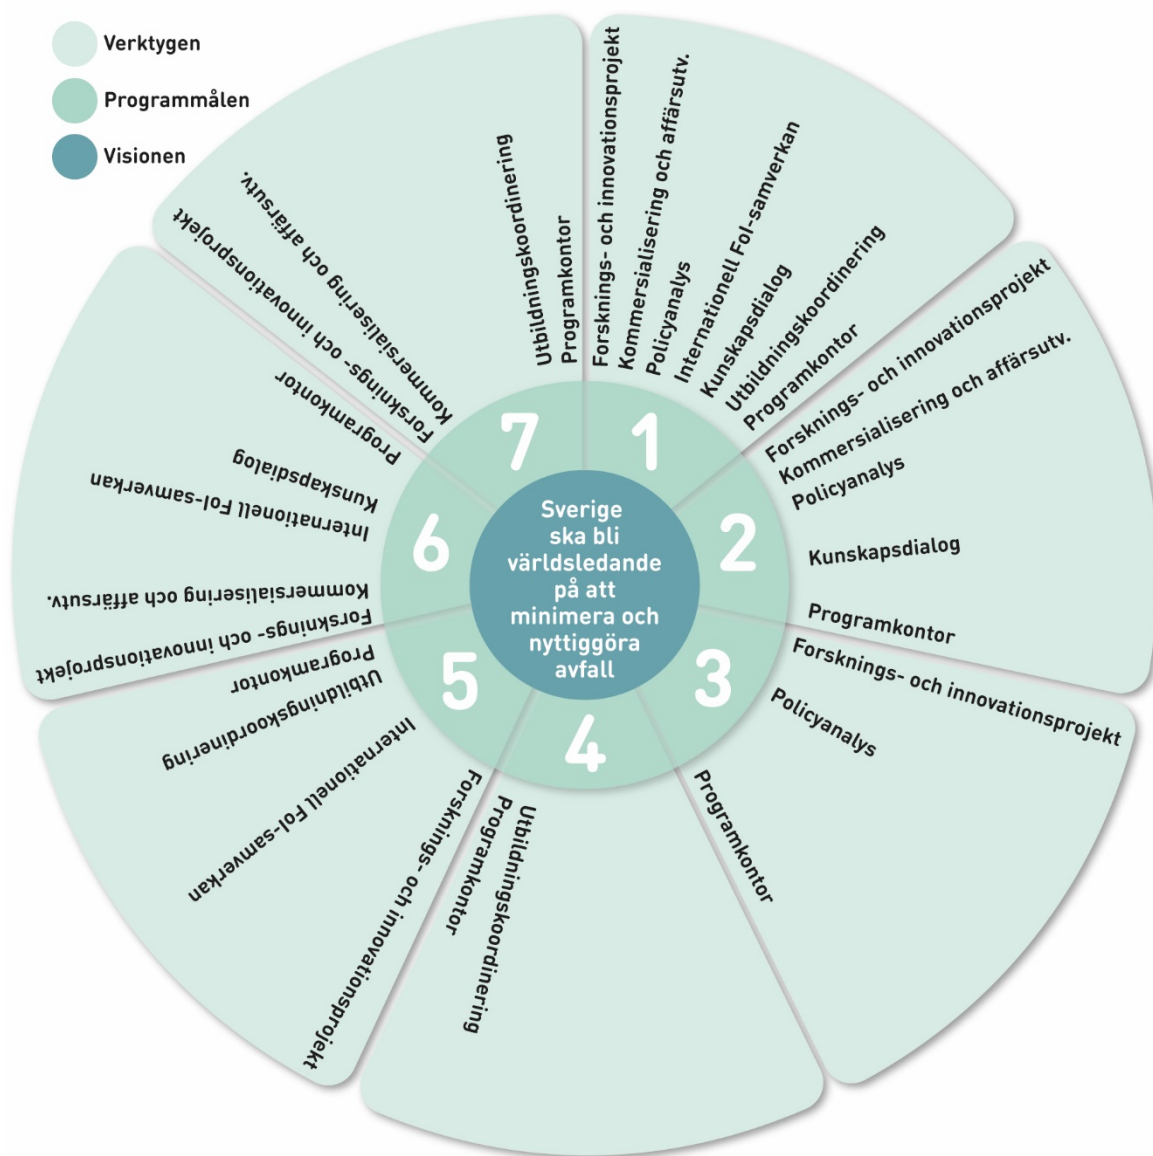 Verktygen
Programmålen
Visionen
Sverige
ska bli
världsledande
på att
minimera och
nyttiggöra
avfall
1
Forsknings- och innovationsprojekt
Kommersialisering och affärsutv.
Policyanalys
Internationell FoI-samverkan
Kunskapsdialog
Utbildningskoordinering
Programkontor
2
Forsknings- och innovationsprojekt
Kommersialisering och affärsutv.
Policyanalys
Kunskapsdialog
Programkontor
3
Forsknings- och innovationsprojekt
Policyanalys
Programkontor
4
Utbildningskoordinering
Programkontor
5
Forsknings- och innovationsprojekt
Internationell FoI-samverkan
Utbildningskoordinering
Programkontor
6
Forsknings- och innovationsprojekt
Kommersialisering och affärsutv.
Internationell FoI-samverkan
Kunskapsdialog
Programkontor
7
Forsknings- och innovationsprojekt
Kommersialisering och affärsutv.
Utbildningskoordinering
Programkontor